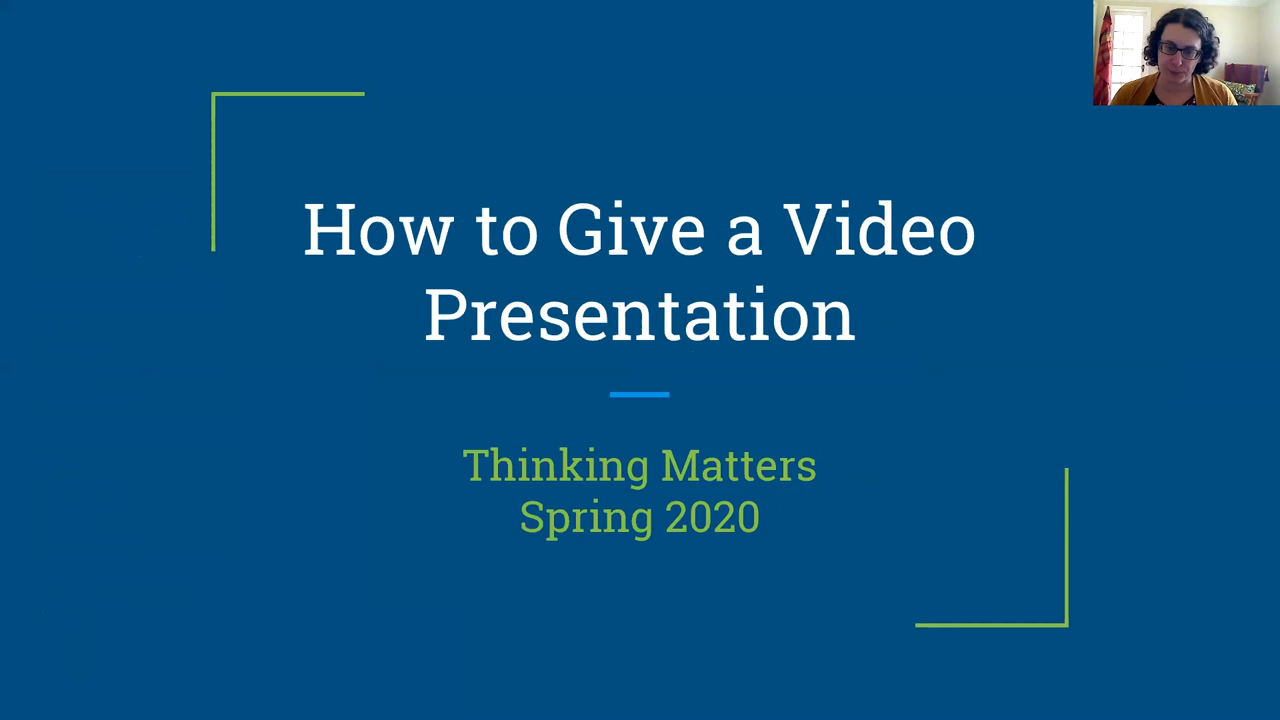 How to Give a Video
Presentation
Thinking Matters
Spring 2020